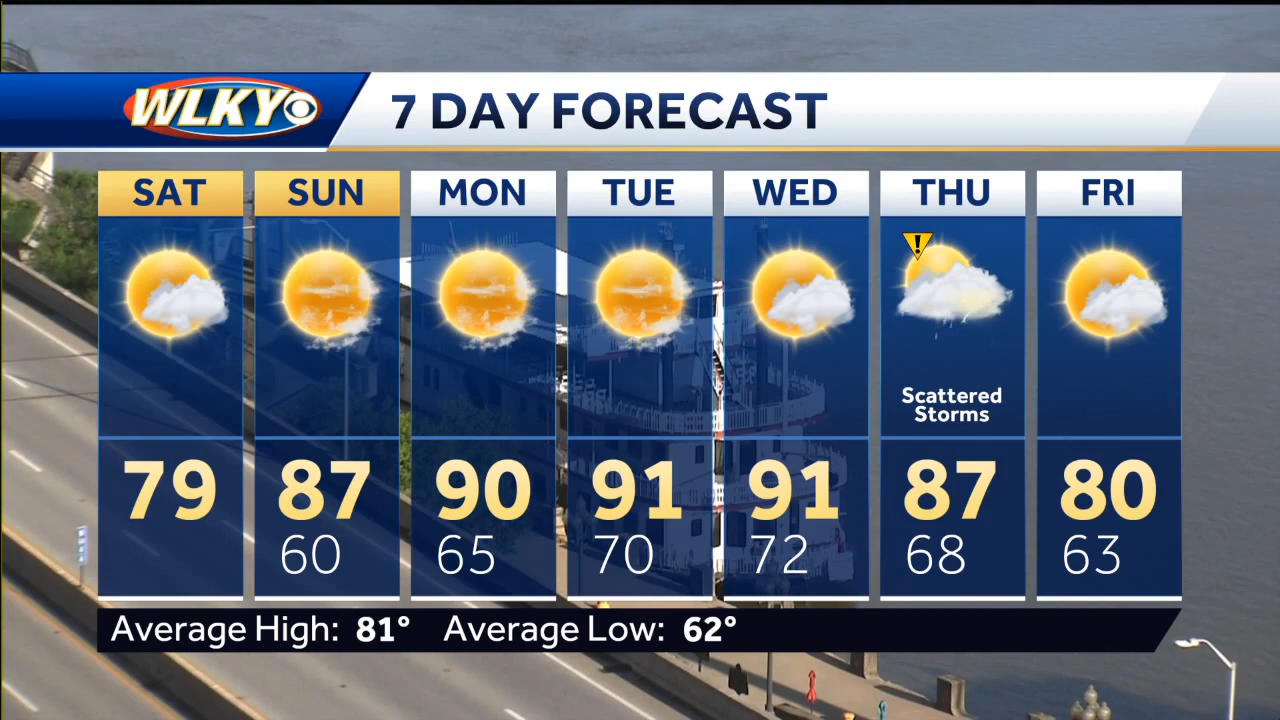 WLKY
7 DAY FORECAST
SAT SUN MON TUE WED THU FRI
!
Scattered
Storms
79 87 90 91 91 87 80
60 65 70 72 68 63
Average High: 81° Average Low: 62°